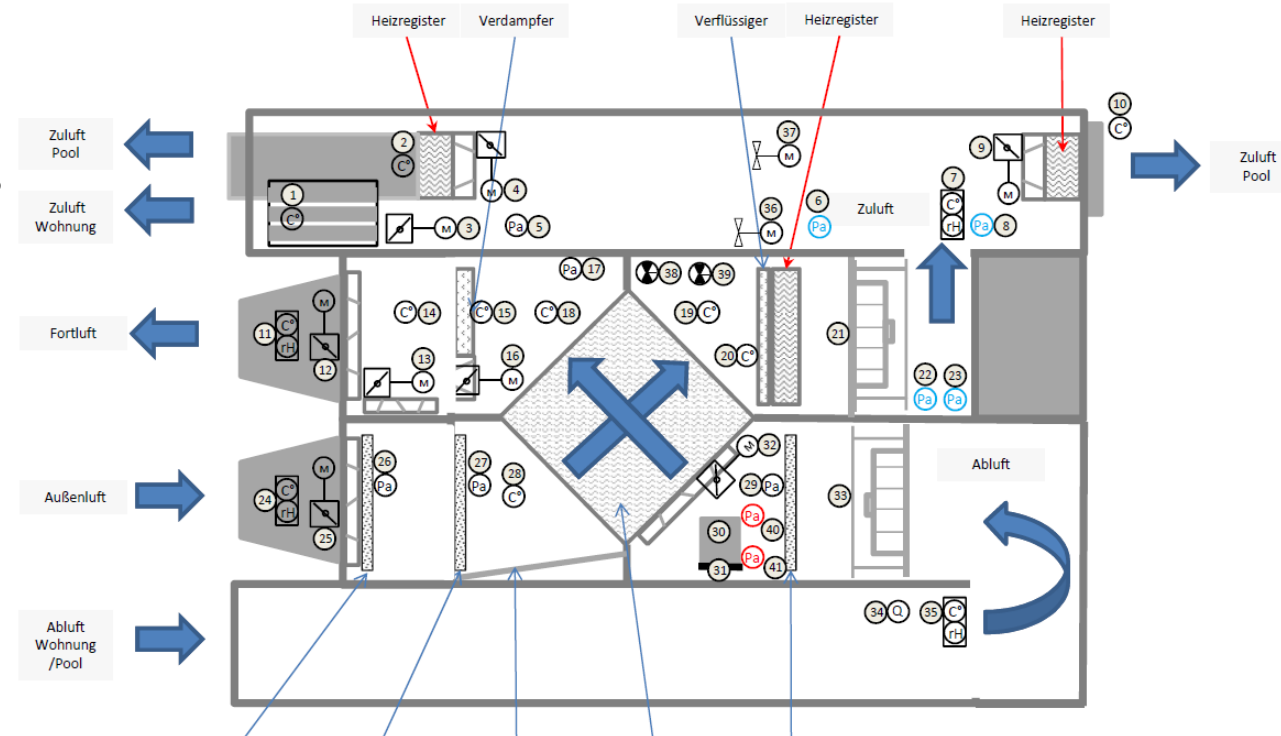 Heizregister
Verdampfer
Verflüssiger
Heizregister
Heizregister
Zuluft
Pool
Zuluft
Wohnung
Fortluft
Außenluft
Abluft
Wohnung
/Pool
Zuluft
Pool
Zuluft
Abluft
1
C°
2
C°
M 4
M 3
Pa 5
37
M
36
M
6
Pa
7
C°
rH
Pa 8
9
M
10
C°
Pa 17
38
39
C° 14
C° 15
C° 18
19 C°
20 C°
21
22
Pa
23
Pa
11
C°
rH
M
12
13
M
16
M
24
C°
rH
M
25
26
Pa
27
Pa
28
C°
M 32
29 Pa
30
Pa
40
Pa
31
41
33
34 Q
35
C°
rH